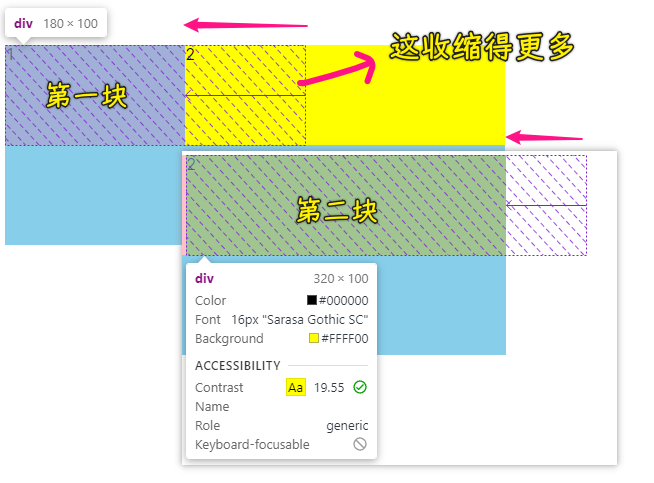 div 180 × 100
1
2
这收缩得更多
第一块
2
第二块
div 320 × 100
Color #000000
Font 16px "Sarasa Gothic SC"
Background #FFFF00
ACCESSIBILITY
Contrast Aa 19.55
Name
Role generic
Keyboard-focusable